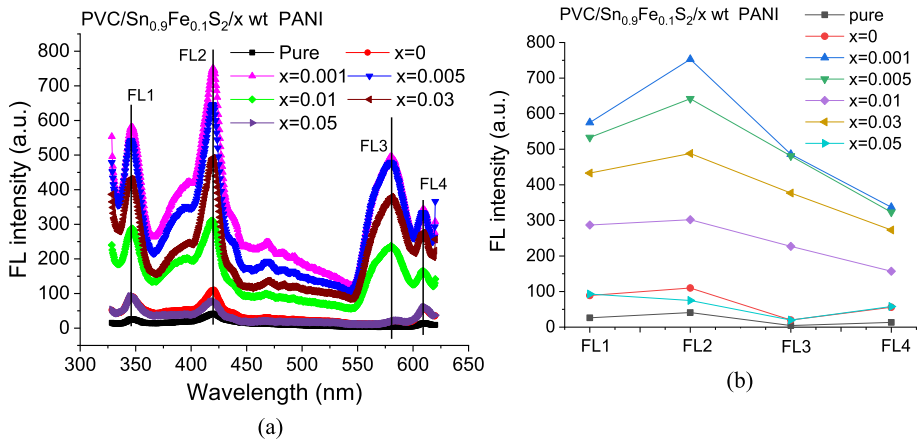 PVC/Sn0.9Fe0.1S2/x wt PANI
800
700
600
500
400
300
200
100
0
FL intensity (a.u.)
300 350 400 450 500 550 600 650
Wavelength (nm)
Pure x=0
x=0.001 x=0.005
x=0.01 x=0.03
x=0.05
FL1
FL2
FL3
FL4
(a)
PVC/Sn0.9Fe0.1S2/x wt PANI
800
700
600
500
400
300
200
100
0
FL intensity (a.u.)
FL1 FL2 FL3 FL4
pure
x=0
x=0.001
x=0.005
x=0.01
x=0.03
x=0.05
(b)